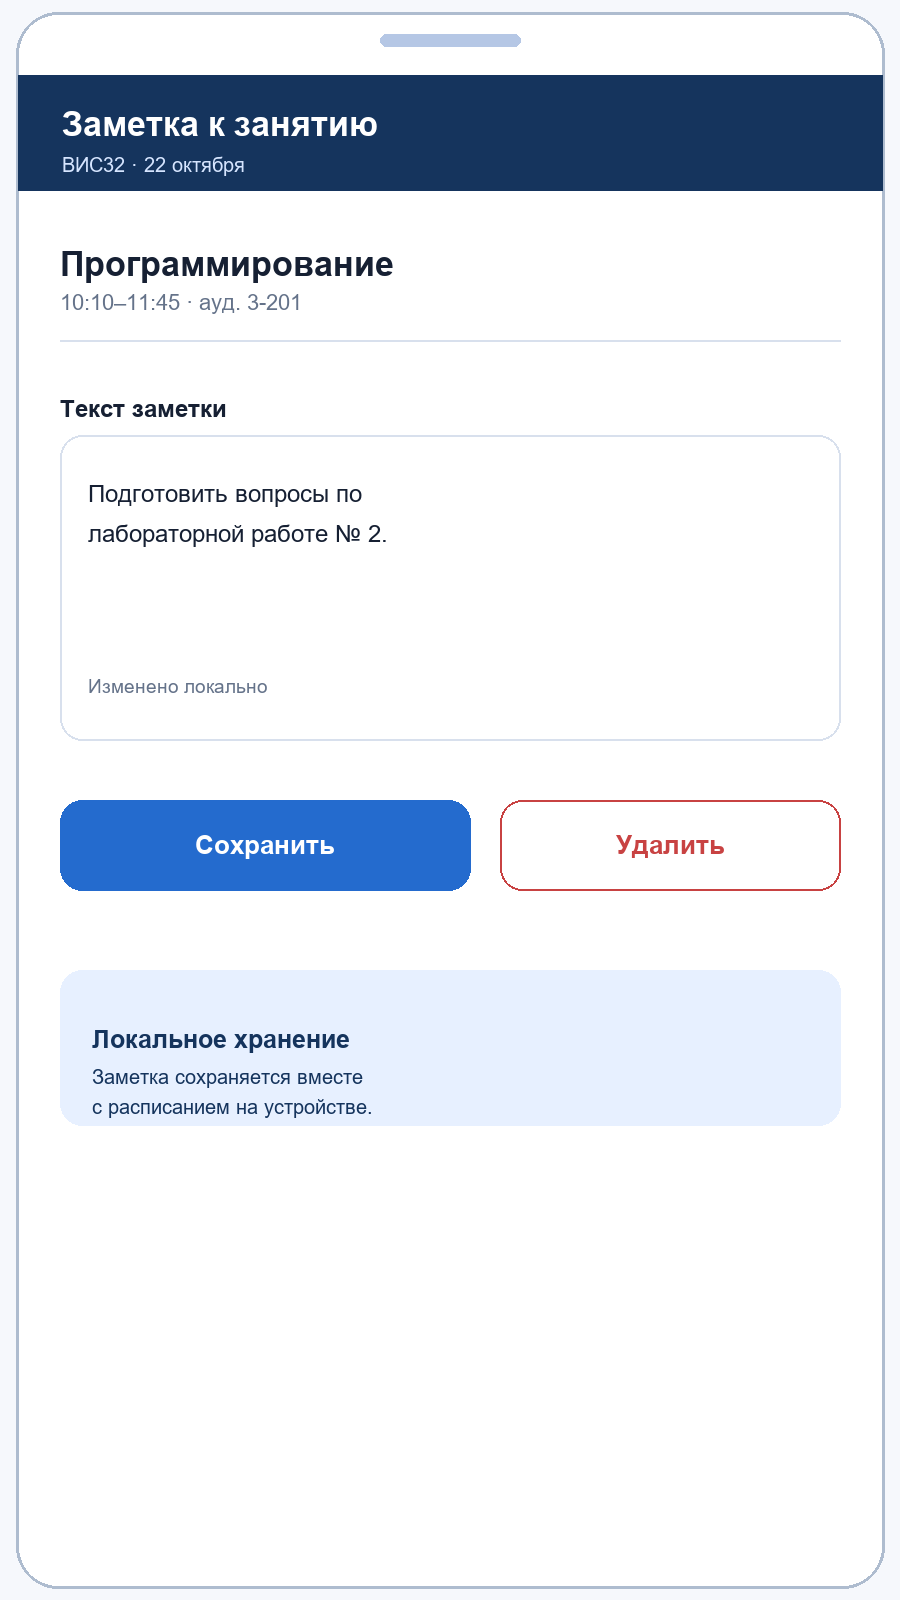 Заметка к занятию
ВИС32 · 22 октября
Программирование
10:10–11:45 · ауд. 3-201
Текст заметки
Подготовить вопросы по
лабораторной работе № 2.
Изменено локально
Сохранить
Удалить
Локальное хранение
Заметка сохраняется вместе
с расписанием на устройстве.